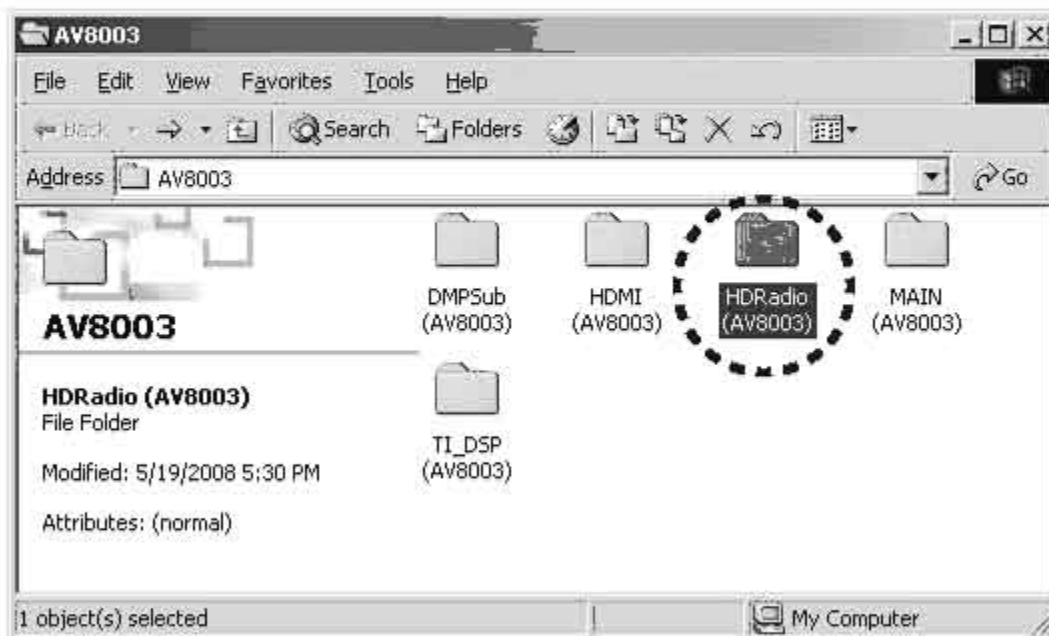 AV8003
File Edit View Favorites Tools Help
Back Search Folders
Address AV8003 Go
DMPSub
(AV8003)
HDMI
(AV8003)
HDRadio
(AV8003)
MAIN
(AV8003)
TI_DSP
(AV8003)
AV8003
HDRadio (AV8003)
File Folder
Modified: 5/19/2008 5:30 PM
Attributes: (normal)
1 object(s) selected My Computer